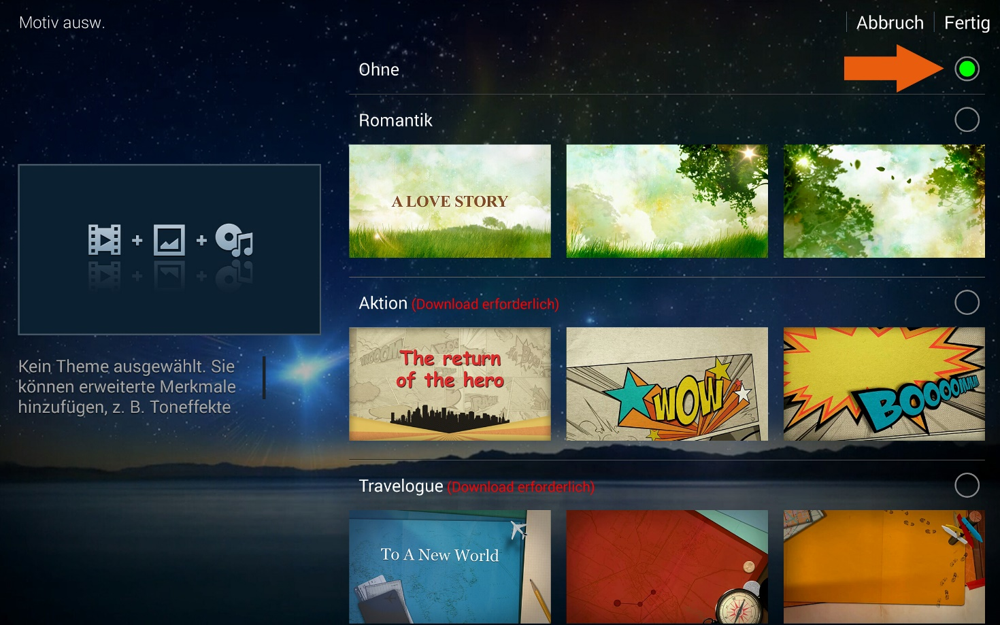 Motiv ausw.
Abbruch
Fertig
Ohne
Romantik
A LOVE STORY
Kein Theme ausgewählt. Sie
können erweiterte Merkmale
hinzufügen, z. B. Toneffekte
Aktion (Download erforderlich)
The return
of the hero
WOW
BOOOOMMM
Travelogue (Download erforderlich)
To A New World